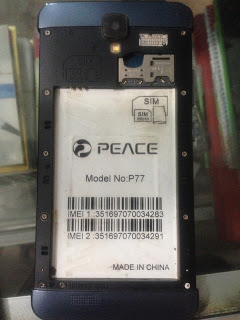 SIM
SIM
PEACE
Model No:P77
IMEI 1 :351697070034283
IMEI 2 :351697070034291
MADE IN CHINA